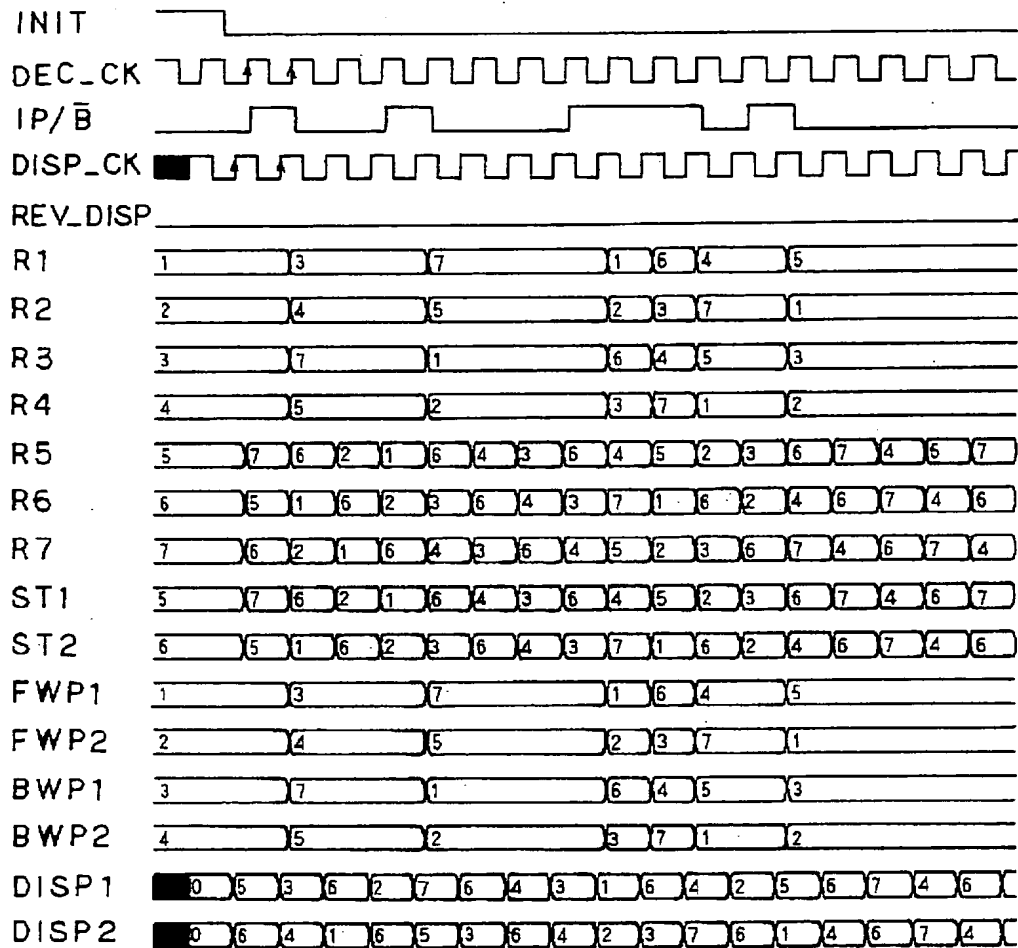 INIT
DEC_CK
IP/B̅
DISP_CK
REV_DISP
R1 1 3 7 1 6 4 5
R2 2 4 5 2 3 7 1
R3 3 7 1 6 4 5 3
R4 4 5 2 3 7 1 2
R5 5 7 6 2 1 6 4 3 6 4 5 2 3 6 7 4 6 7
R6 6 5 1 6 2 3 6 4 3 7 1 6 2 4 6 7 4 6
R7 7 6 2 1 6 4 3 6 4 5 2 3 6 7 4 6 7 4
ST1 5 7 6 2 1 6 4 3 6 4 5 2 3 6 7 4 6 7
ST2 6 5 1 6 2 3 6 4 3 7 1 6 2 4 6 7 4 6
FWP1 1 3 7 1 6 4 5
FWP2 2 4 5 2 3 7 1
BWP1 3 7 1 6 4 5 3
BWP2 4 5 2 3 7 1 2
DISP1 0 5 3 6 2 7 6 4 3 1 6 4 2 5 6 7 4 6
DISP2 0 6 4 1 6 5 3 6 4 2 3 7 6 1 4 6 7 4